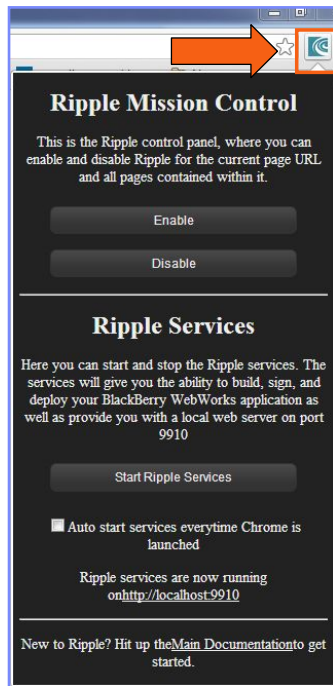 Ripple Mission Control
This is the Ripple control panel, where you can
enable and disable Ripple for the current page URL
and all pages contained within it.
Enable
Disable
Ripple Services
Here you can start and stop the Ripple services. The
services will give you the ability to build, sign, and
deploy your BlackBerry WebWorks application as
well as provide you with a local web server on port
9910
Start Ripple Services
Auto start services everytime Chrome is
launched
Ripple services are now running
onhttp://localhost:9910
New to Ripple? Hit up theMain Documentationto get
started.